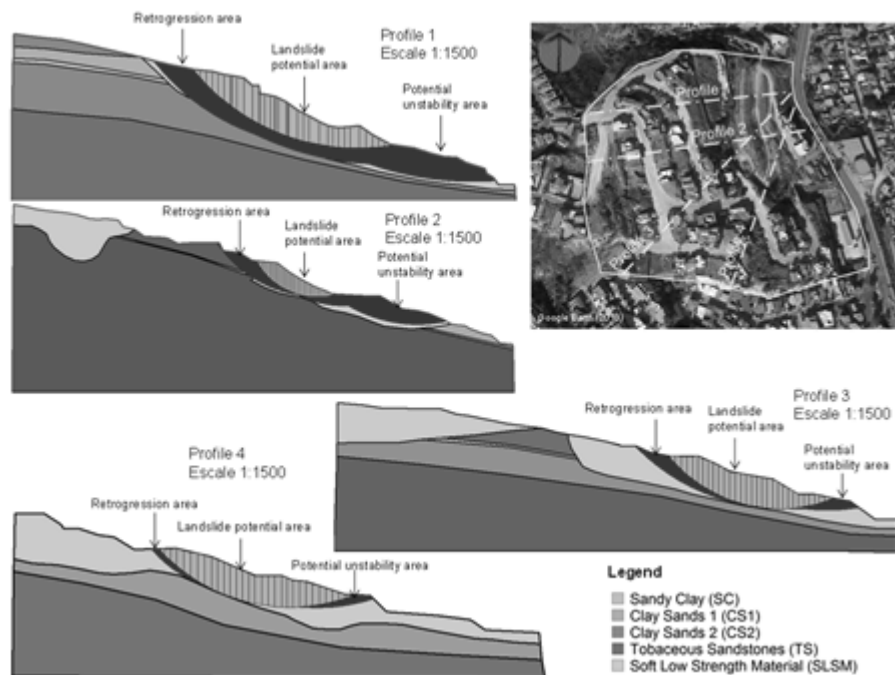 Retrogression area
Profile 1
Escale 1:1500
Landslide
potential area
Potential
unstability area
Profile 1
Profile 2
Google Earth (2013)
Retrogression area
Landslide
potential area
Profile 2
Escale 1:1500
Potential
unstability area
Profile 3
Escale 1:1500
Retrogression area
Landslide
potential area
Potential
unstability area
Profile 4
Escale 1:1500
Retrogression area
Landslide potential area
Potential unstability area
Legend
Sandy Clay (SC)
Clay Sands 1 (CS1)
Clay Sands 2 (CS2)
Tobaceous Sandstones (TS)
Soft Low Strength Material (SLSM)